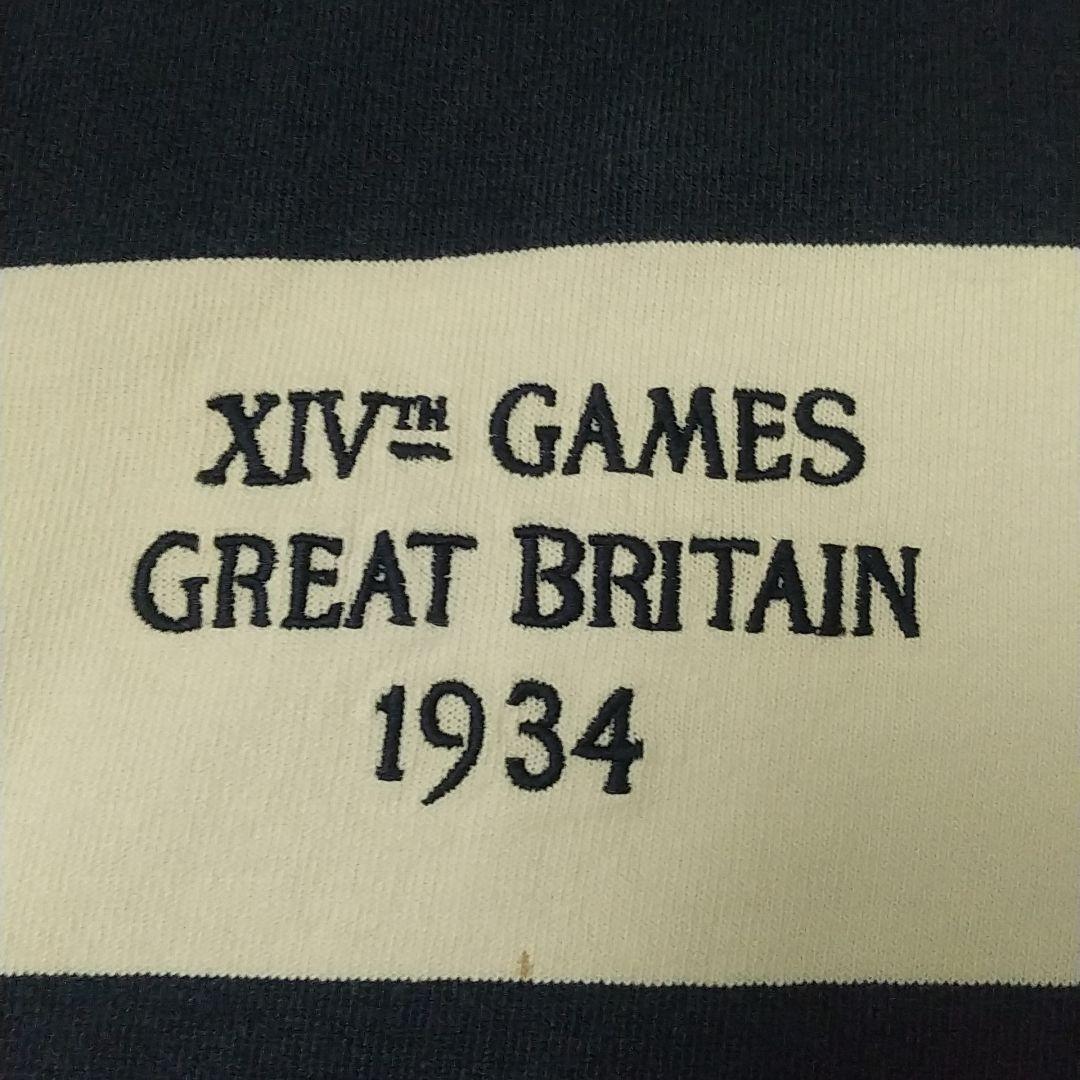 XIVTH GAMES
GREAT BRITAIN
1934